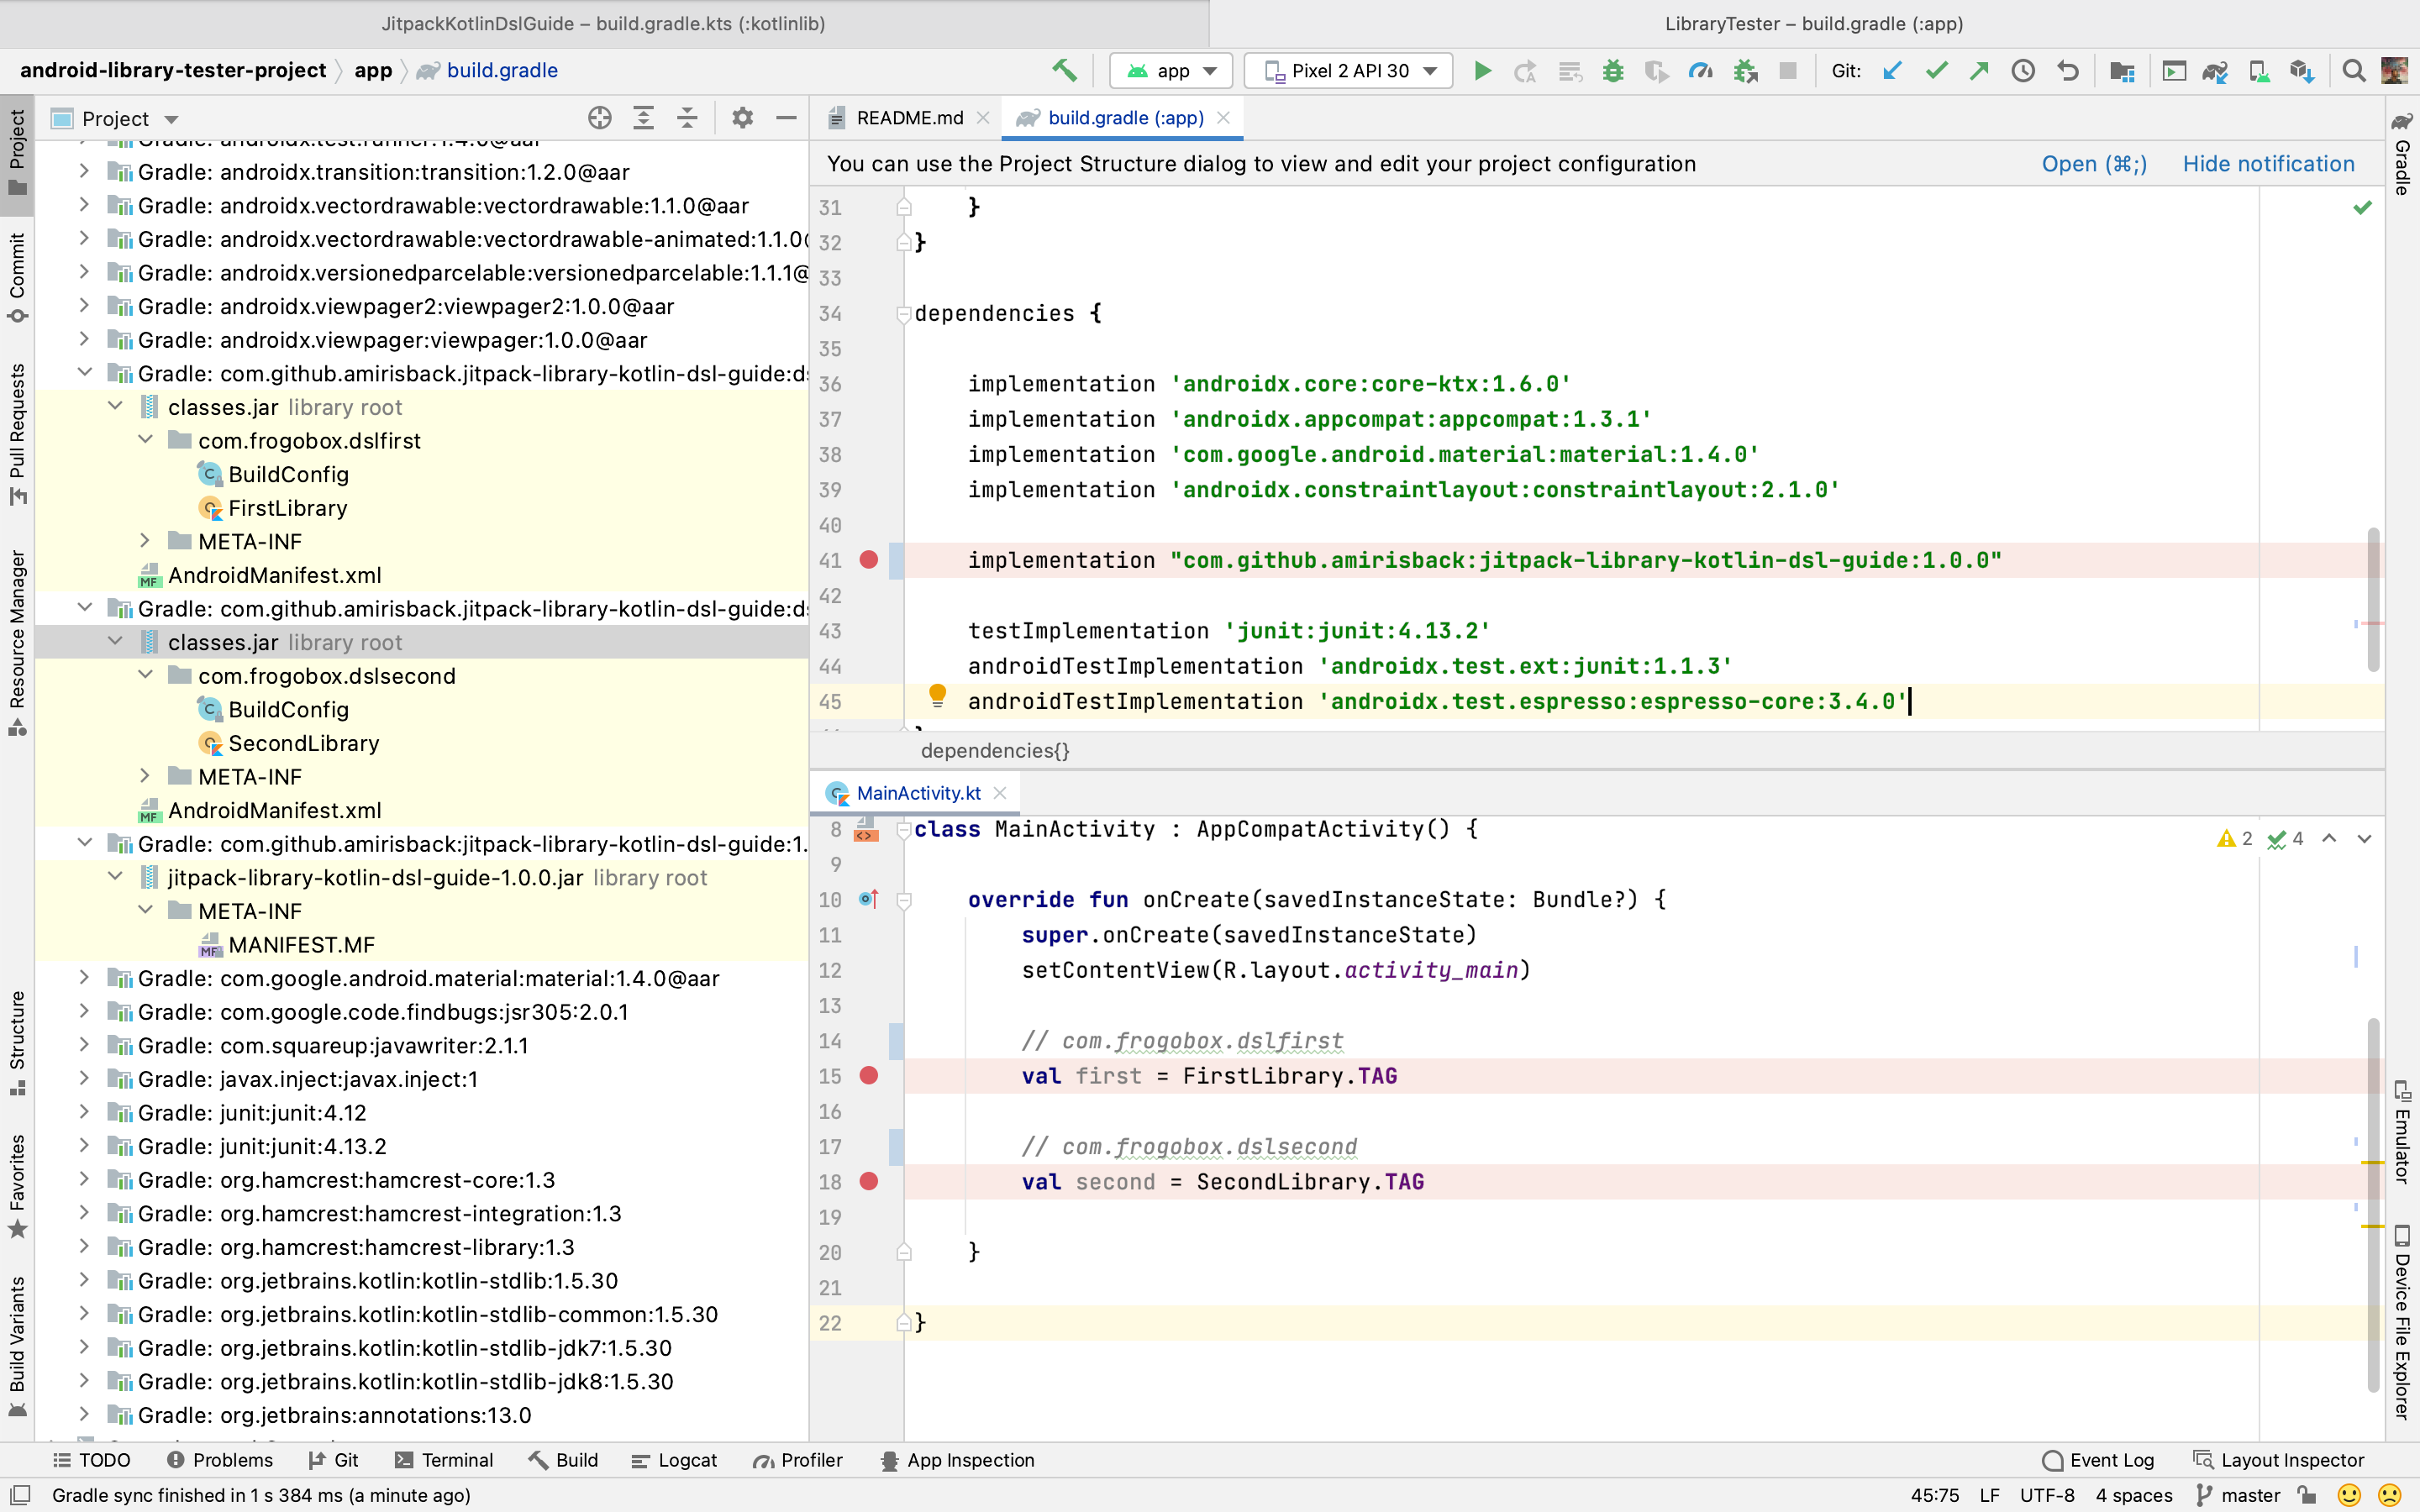 JitpackKotlinDslGuide – build.gradle.kts (:kotlinlib)
LibraryTester – build.gradle (:app)
android-library-tester-project
app
build.gradle
app
Pixel 2 API 30
Git:
Project
README.md
build.gradle (:app)
You can use the Project Structure dialog to view and edit your project configuration
Open (⌘;)
Hide notification
Project
Commit
Pull Requests
Resource Manager
Structure
Favorites
Build Variants
Gradle: androidx.test:runner:1.4.0@aar
Gradle: androidx.transition:transition:1.2.0@aar
Gradle: androidx.vectordrawable:vectordrawable:1.1.0@aar
Gradle: androidx.vectordrawable:vectordrawable-animated:1.1.0
Gradle: androidx.versionedparcelable:versionedparcelable:1.1.1@
Gradle: androidx.viewpager2:viewpager2:1.0.0@aar
Gradle: androidx.viewpager:viewpager:1.0.0@aar
Gradle: com.github.amirisback.jitpack-library-kotlin-dsl-guide:ds
classes.jar library root
com.frogobox.dslfirst
BuildConfig
FirstLibrary
META-INF
AndroidManifest.xml
Gradle: com.github.amirisback.jitpack-library-kotlin-dsl-guide:ds
classes.jar library root
com.frogobox.dslsecond
BuildConfig
SecondLibrary
META-INF
AndroidManifest.xml
Gradle: com.github.amirisback:jitpack-library-kotlin-dsl-guide:1.
jitpack-library-kotlin-dsl-guide-1.0.0.jar library root
META-INF
MANIFEST.MF
Gradle: com.google.android.material:material:1.4.0@aar
Gradle: com.google.code.findbugs:jsr305:2.0.1
Gradle: com.squareup:javawriter:2.1.1
Gradle: javax.inject:javax.inject:1
Gradle: junit:junit:4.12
Gradle: junit:junit:4.13.2
Gradle: org.hamcrest:hamcrest-core:1.3
Gradle: org.hamcrest:hamcrest-integration:1.3
Gradle: org.hamcrest:hamcrest-library:1.3
Gradle: org.jetbrains.kotlin:kotlin-stdlib:1.5.30
Gradle: org.jetbrains.kotlin:kotlin-stdlib-common:1.5.30
Gradle: org.jetbrains.kotlin:kotlin-stdlib-jdk7:1.5.30
Gradle: org.jetbrains.kotlin:kotlin-stdlib-jdk8:1.5.30
Gradle: org.jetbrains:annotations:13.0
31 }
32 }
33
34 dependencies {
35
36 implementation 'androidx.core:core-ktx:1.6.0'
37 implementation 'androidx.appcompat:appcompat:1.3.1'
38 implementation 'com.google.android.material:material:1.4.0'
39 implementation 'androidx.constraintlayout:constraintlayout:2.1.0'
40
41 implementation "com.github.amirisback:jitpack-library-kotlin-dsl-guide:1.0.0"
42
43 testImplementation 'junit:junit:4.13.2'
44 androidTestImplementation 'androidx.test.ext:junit:1.1.3'
45 androidTestImplementation 'androidx.test.espresso:espresso-core:3.4.0'
dependencies{}
MainActivity.kt
2 4
8 class MainActivity : AppCompatActivity() {
9
10 override fun onCreate(savedInstanceState: Bundle?) {
11 super.onCreate(savedInstanceState)
12 setContentView(R.layout.activity_main)
13
14 // com.frogobox.dslfirst
15 val first = FirstLibrary.TAG
16
17 // com.frogobox.dslsecond
18 val second = SecondLibrary.TAG
19
20 }
21
22 }
Gradle
Emulator
Device File Explorer
TODO
Problems
Git
Terminal
Build
Logcat
Profiler
App Inspection
Event Log
Layout Inspector
Gradle sync finished in 1 s 384 ms (a minute ago)
45:75
LF
UTF-8
4 spaces
master